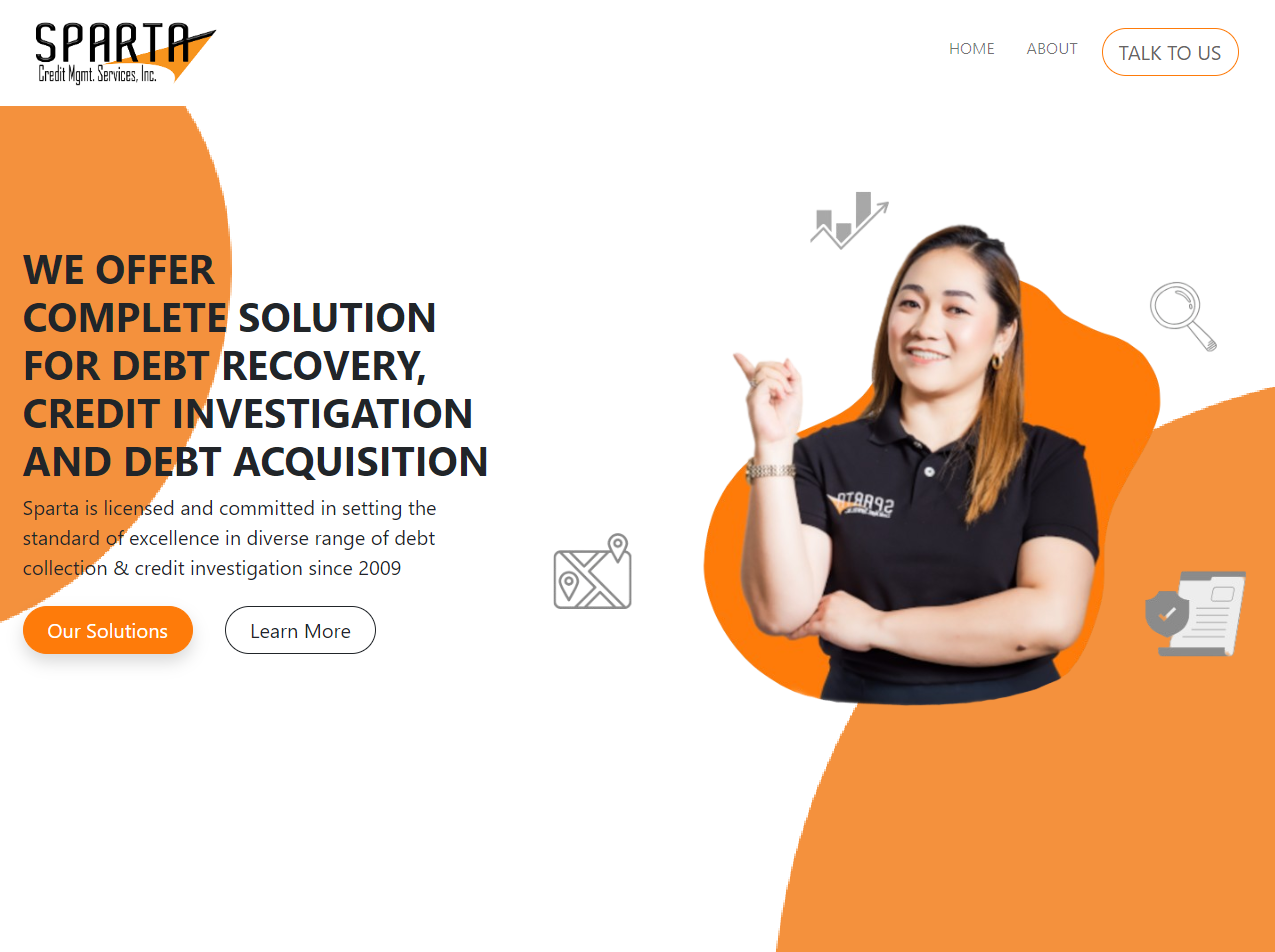 SPARTA
Credit Mgmt. Services, Inc.
HOME
ABOUT
TALK TO US
WE OFFER
COMPLETE SOLUTION
FOR DEBT RECOVERY,
CREDIT INVESTIGATION
AND DEBT ACQUISITION
Sparta is licensed and committed in setting the
standard of excellence in diverse range of debt
collection & credit investigation since 2009
Our Solutions
Learn More
SPARTA